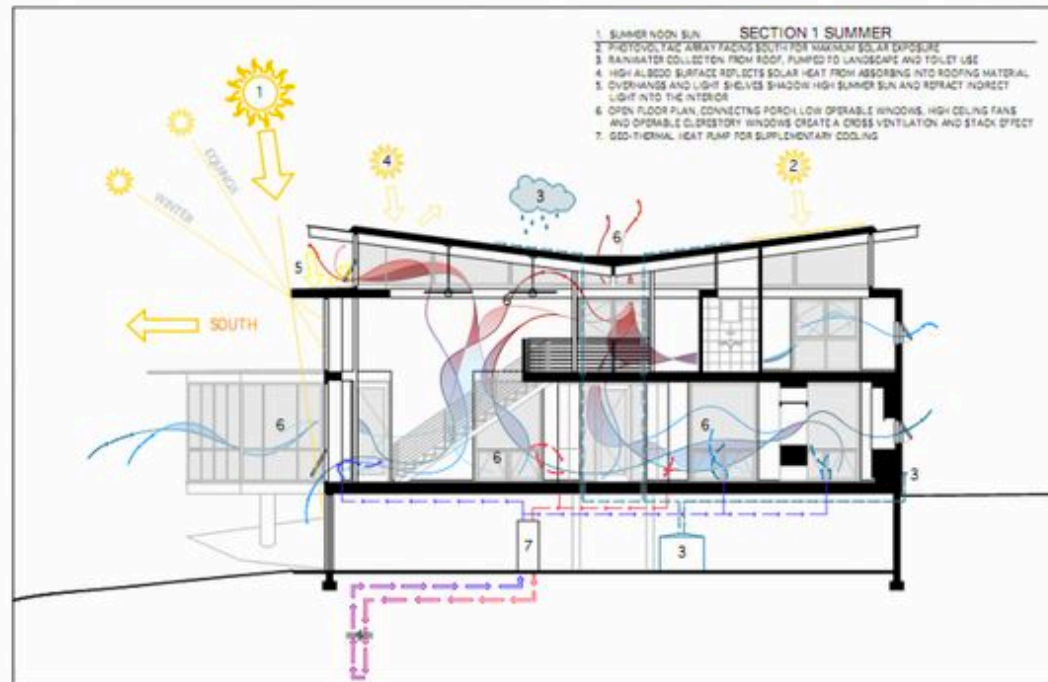 SECTION 1 SUMMER
1. SUMMER NOON SUN
2. PHOTOVOLTAIC ARRAY FACING SOUTH FOR MAXIMUM SOLAR EXPOSURE
3. RAINWATER COLLECTION FROM ROOF, PUMPED TO LANDSCAPE AND TOILET USE
4. HIGH ALBEDO SURFACE REFLECTS SOLAR HEAT FROM ABSORBING INTO ROOFING MATERIAL
5. OVERHANGS AND LIGHT SHELVES SHADOW HIGH SUMMER SUN AND REFRACT INDIRECT
LIGHT INTO THE INTERIOR
6. OPEN FLOOR PLAN, CONNECTING PORCH, LOW OPERABLE WINDOWS, HIGH CEILING FANS
AND OPERABLE CLERESTORY WINDOWS CREATE A CROSS VENTILATION AND STACK EFFECT
7. GEO-THERMAL HEAT PUMP FOR SUPPLEMENTARY COOLING
1
EQUINOX
WINTER
4
3
2
6
5
6
SOUTH
6
6
6
3
7
3